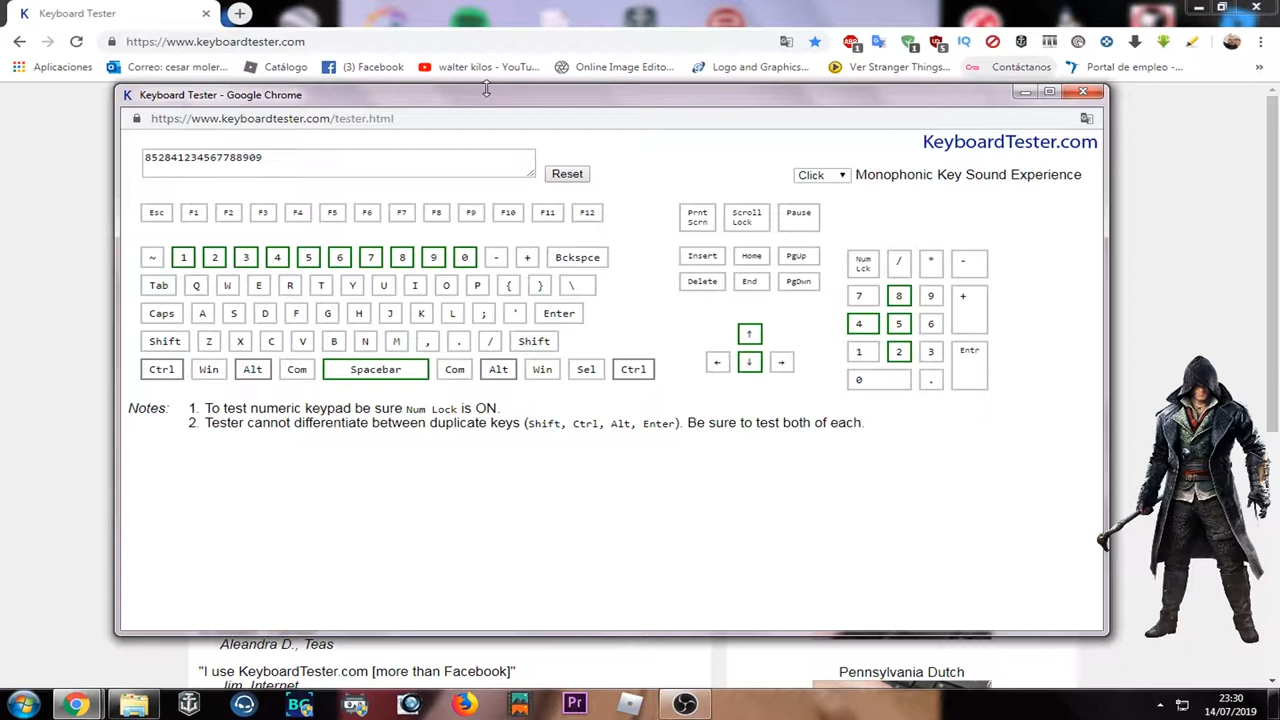 K Keyboard Tester × +
https://www.keyboardtester.com
Aplicaciones Correo: cesar moler... Catálogo (3) Facebook walter kilos - YouTu... Online Image Edito... Logo and Graphics... Ver Stranger Things... Contáctanos Portal de empleo -... »
K Keyboard Tester - Google Chrome
https://www.keyboardtester.com/tester.html
KeyboardTester.com
852841234567788909
Reset
Click Monophonic Key Sound Experience
Esc F1 F2 F3 F4 F5 F6 F7 F8 F9 F10 F11 F12 Prnt Scrn Scroll Lock Pause
~ 1 2 3 4 5 6 7 8 9 0 - + Bckspce Insert Home PgUp Num Lck / * -
Tab Q W E R T Y U I O P { } \ Delete End PgDwn 7 8 9 +
Caps A S D F G H J K L ; ' Enter 4 5 6
Shift Z X C V B N M , . / Shift ↑ 1 2 3 Entr
Ctrl Win Alt Com Spacebar Com Alt Win Sel Ctrl ← ↓ → 0 .
Notes: 1. To test numeric keypad be sure Num Lock is ON.
2. Tester cannot differentiate between duplicate keys (Shift, Ctrl, Alt, Enter). Be sure to test both of each.
Aleandra D., Teas
"I use KeyboardTester.com [more than Facebook]"
Jim, Internet
Pennsylvania Dutch
23:30
14/07/2019